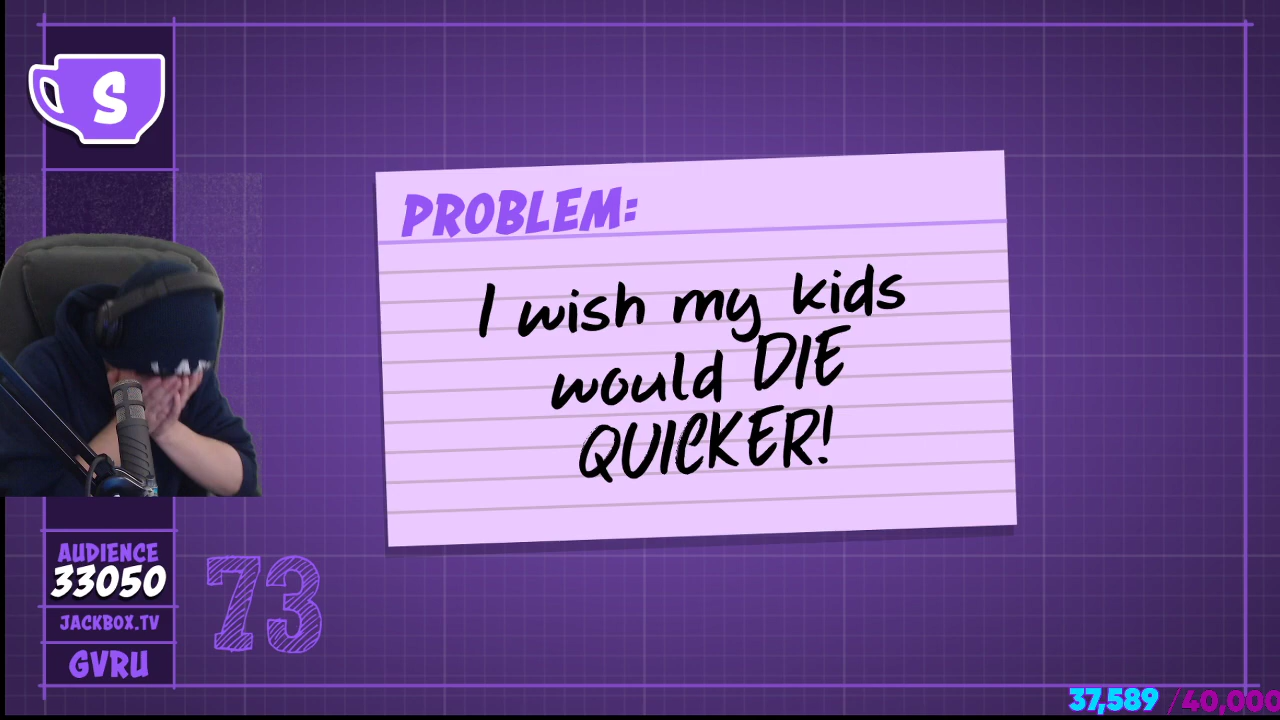 S
PROBLEM:
I wish my kids
would DIE
QUICKER!
AUDIENCE
33050
JACKBOX.TV
GVRU
73
37,589 /40,000